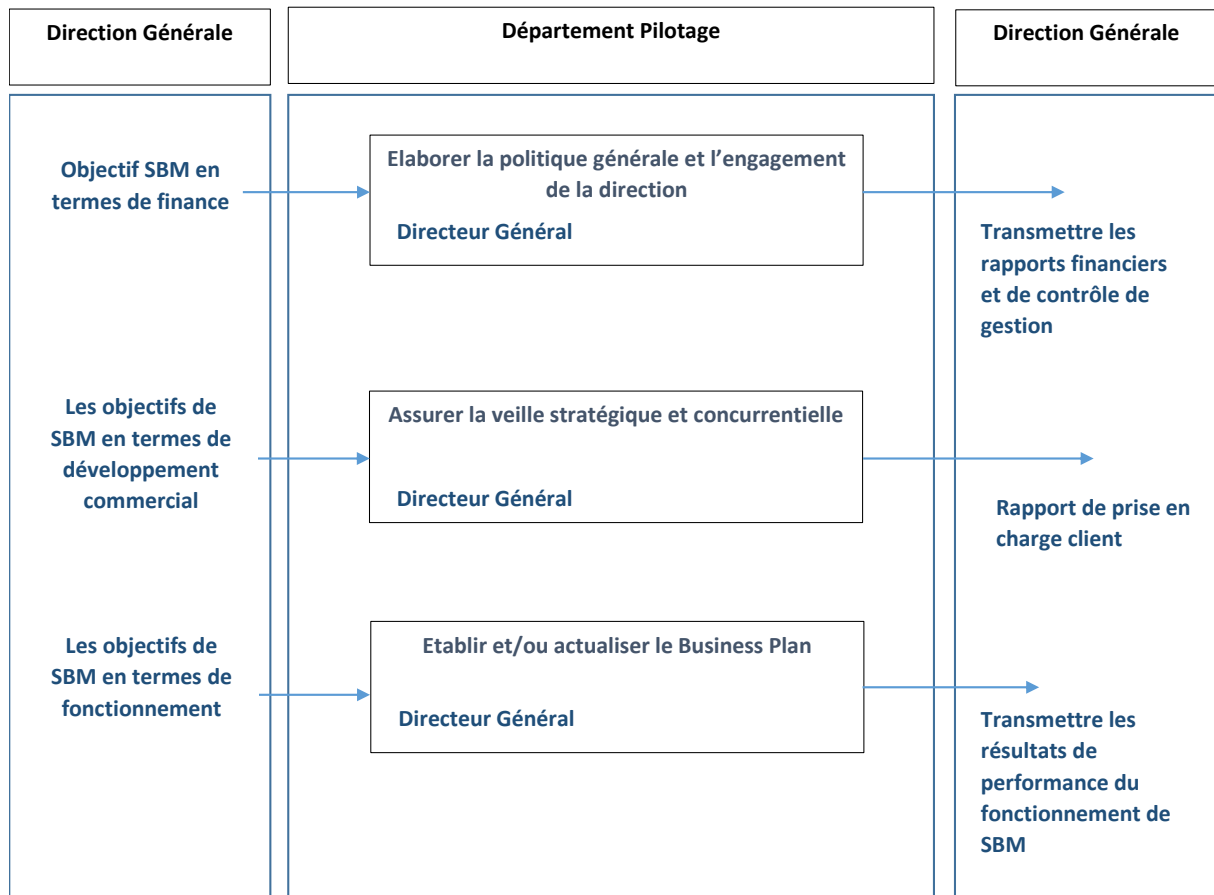 Direction Générale
Département Pilotage
Direction Générale
Objectif SBM en
termes de finance
Elaborer la politique générale et l’engagement
de la direction
Directeur Général
Transmettre les
rapports financiers
et de contrôle de
gestion
Les objectifs de
SBM en termes de
développement
commercial
Assurer la veille stratégique et concurrentielle
Directeur Général
Rapport de prise en
charge client
Les objectifs de
SBM en termes de
fonctionnement
Etablir et/ou actualiser le Business Plan
Directeur Général
Transmettre les
résultats de
performance du
fonctionnement de
SBM